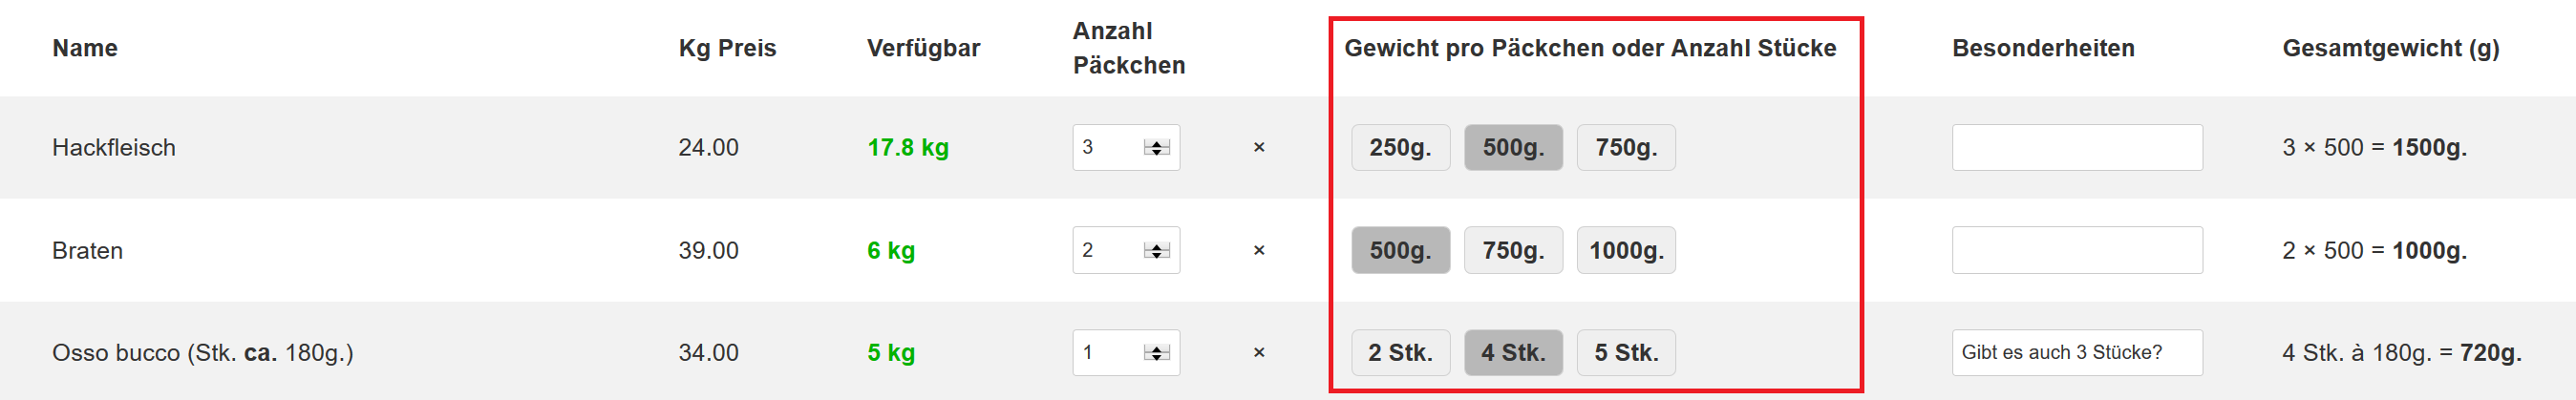 Name Kg Preis Verfügbar Anzahl Päckchen Gewicht pro Päckchen oder Anzahl Stücke Besonderheiten Gesamtgewicht (g)
Hackfleisch 24.00 17.8 kg 3 × 250g. 500g. 750g. 3 × 500 = 1500g.
Braten 39.00 6 kg 2 × 500g. 750g. 1000g. 2 × 500 = 1000g.
Osso bucco (Stk. ca. 180g.) 34.00 5 kg 1 × 2 Stk. 4 Stk. 5 Stk. Gibt es auch 3 Stücke? 4 Stk. à 180g. = 720g.